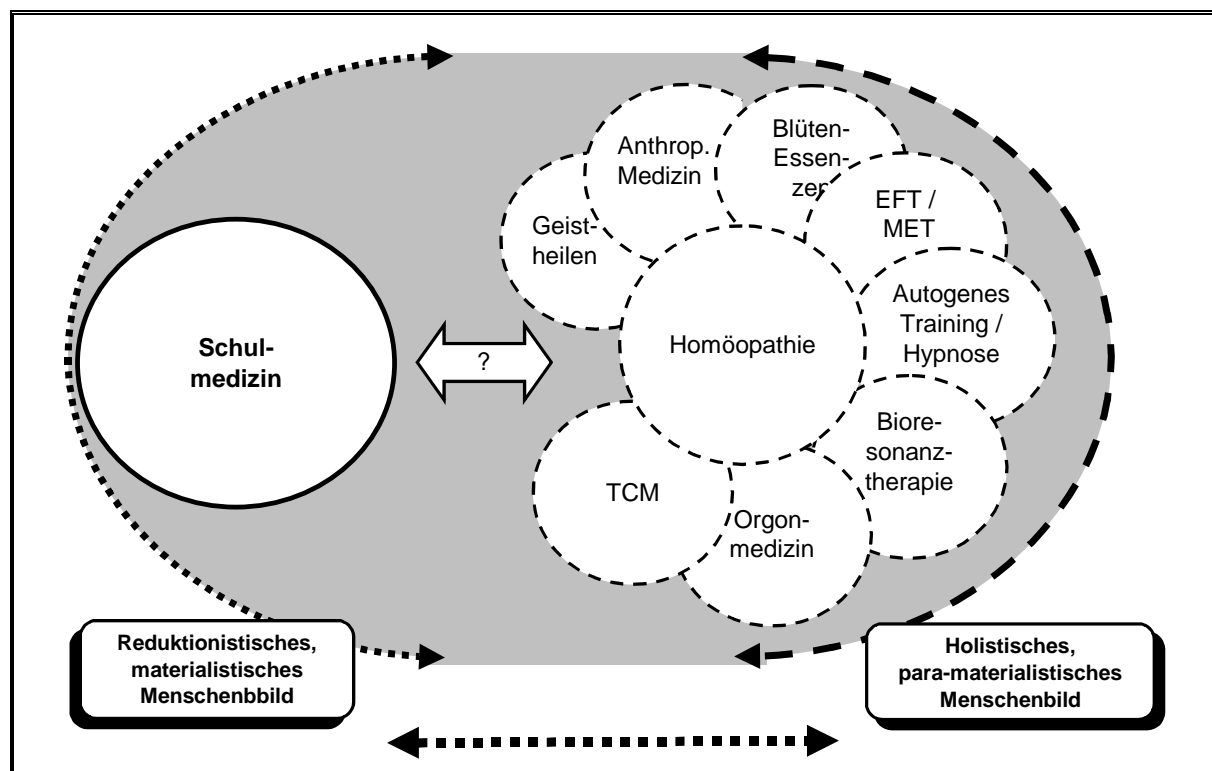 Anthrop.
Medizin
Blüten-
Essen-
zen
EFT /
MET
Geist-
heilen
Autogenes
Training /
Hypnose
Schul-
medizin
?
Homöopathie
Biore-
sonanz-
therapie
TCM
Orgon-
medizin
Reduktionistisches,
materialistisches
Menschenbbild
Holistisches,
para-materialistisches
Menschenbild